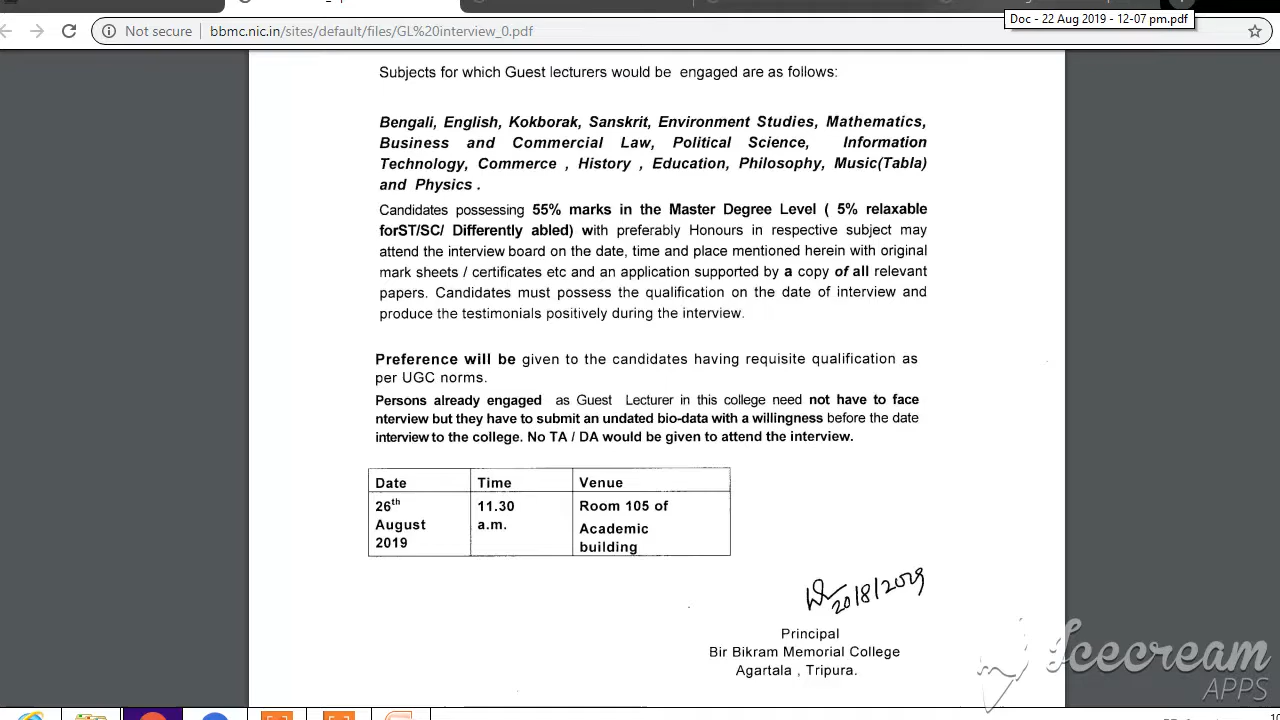 Doc - 22 Aug 2019 - 12-07 pm.pdf
Not secure bbmc.nic.in/sites/default/files/GL%20interview_0.pdf
Subjects for which Guest lecturers would be engaged are as follows:
Bengali, English, Kokborak, Sanskrit, Environment Studies, Mathematics,
Business and Commercial Law, Political Science, Information
Technology, Commerce , History , Education, Philosophy, Music(Tabla)
and Physics .
Candidates possessing 55% marks in the Master Degree Level ( 5% relaxable
forST/SC/ Differently abled) with preferably Honours in respective subject may
attend the interview board on the date, time and place mentioned herein with original
mark sheets / certificates etc and an application supported by a copy of all relevant
papers. Candidates must possess the qualification on the date of interview and
produce the testimonials positively during the interview.
Preference will be given to the candidates having requisite qualification as
per UGC norms.
Persons already engaged as Guest Lecturer in this college need not have to face
nterview but they have to submit an undated bio-data with a willingness before the date
interview to the college. No TA / DA would be given to attend the interview.
Date Time Venue
26th 11.30 Room 105 of
August a.m. Academic
2019 building
20/8/2019
Principal
Bir Bikram Memorial College
Agartala , Tripura.
Icecream
APPS